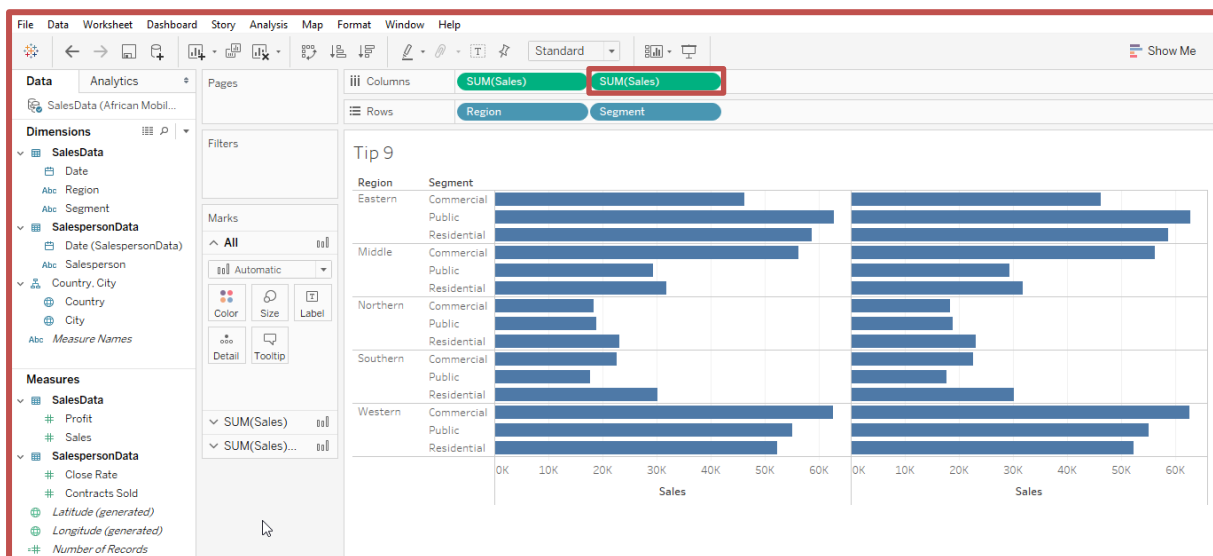 File Data Worksheet Dashboard Story Analysis Map Format Window Help
Standard
Show Me
Data Analytics
SalesData (African Mobil...
Dimensions
SalesData
Date
Abc Region
Abc Segment
SalespersonData
Date (SalespersonData)
Abc Salesperson
Country, City
Country
City
Abc Measure Names
Measures
SalesData
# Profit
# Sales
SalespersonData
# Close Rate
# Contracts Sold
Latitude (generated)
Longitude (generated)
=# Number of Records
Pages
Filters
Marks
All
Automatic
Color Size T Label
Detail Tooltip
SUM(Sales)
SUM(Sales)...
iii Columns SUM(Sales) SUM(Sales)
Rows Region Segment
Tip 9
Region Segment
Eastern Commercial
Public
Residential
Middle Commercial
Public
Residential
Northern Commercial
Public
Residential
Southern Commercial
Public
Residential
Western Commercial
Public
Residential
0K 10K 20K 30K 40K 50K 60K 0K 10K 20K 30K 40K 50K 60K
Sales Sales